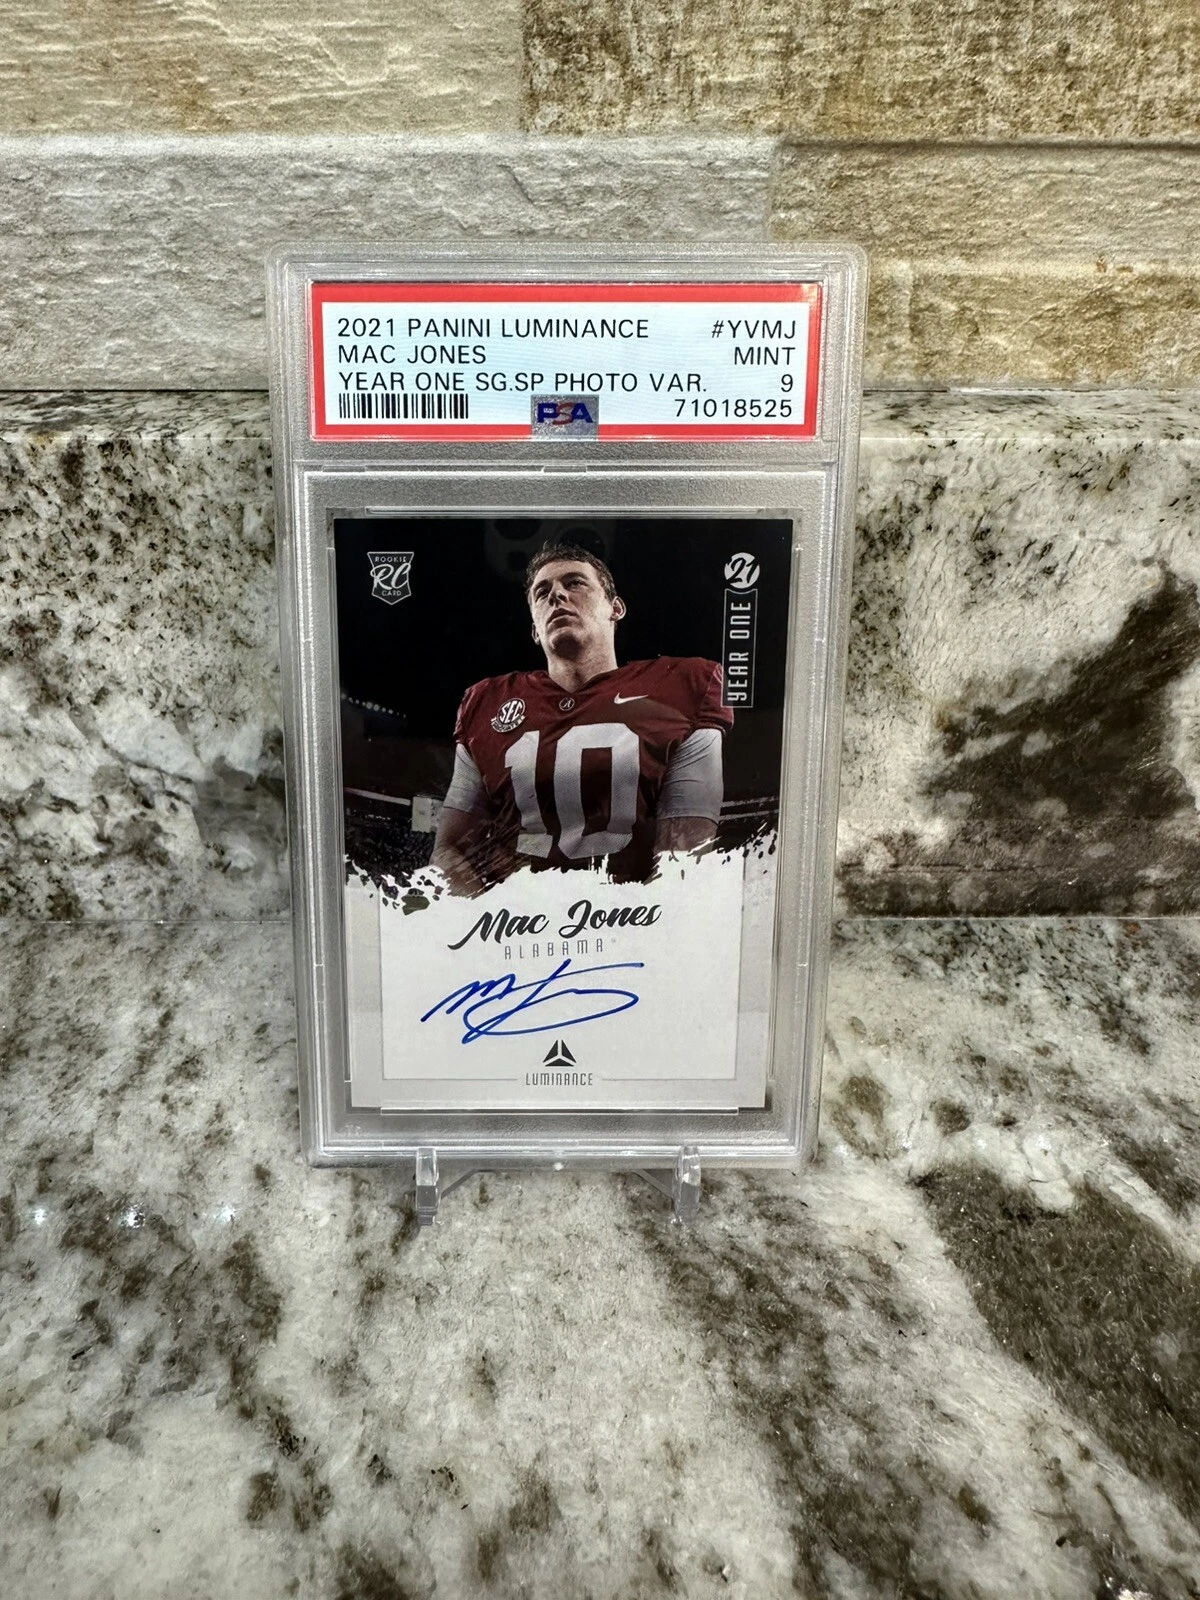 2021 PANINI LUMINANCE #YVMJ
MAC JONES MINT
YEAR ONE SG.SP PHOTO VAR. 9
PSA 71018525
ROOKIE
RC
CARD
21
YEAR ONE
SEC
A
10
Mac Jones
ALABAMA
LUMINANCE